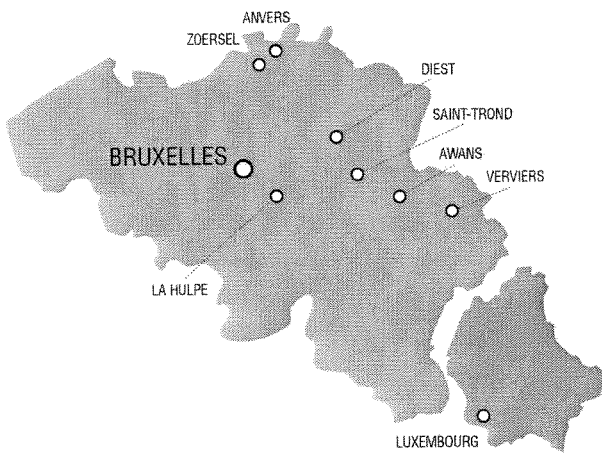 ANVERS
ZOERSEL
DIEST
SAINT-TROND
BRUXELLES
AWANS
VERVIERS
LA HULPE
LUXEMBOURG